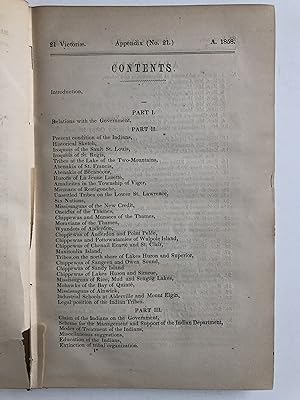 21 Victoriæ. Appendix (No. 21.) A. 1858.
CONTENTS.
Introduction,
PART I.
Relations with the Government,
PART II.
Present condition of the Indians,
Historical Sketch,
Iroquois of the Sault St. Louis,
Iroquois of St. Regis,
Tribes at the Lake of the Two-Mountains,
Abenakis of St. Francis,
Abenakis of Bécancour,
Hurons of La Jeune Lorette,
Amalicites in the Township of Viger,
Micmacs of Restigouche,
Unsettled Tribes on the Lower St. Lawrence,
Six Nations,
Missisaguas of the New Credit,
Oneidas of the Thames,
Chippewas and Munsees of the Thames,
Moravians of the Thames,
Wyandots of Anderdon,
Chippewas of Anderdon and Point Pelée,
Chippewas and Pottawatamies of Walpole Island,
Chippewas of Chenail Ecarté and St. Clair,
Manitoulin Island,
Tribes on the north shore of Lakes Huron and Superior,
Chippewas of Saugeen and Owen Sound,
Chippewas of Sandy Island
Chippewas of Lakes Huron and Simcoe,
Missisaguas of Rice, Mud and Scugog Lakes,
Mohawks of the Bay of Quinté,
Missisaguas of Alnwick,
Industrial Schools at Alderville and Mount Elgin,
Legal position of the Indian Tribes.
PART III.
Claim of the Indians on the Government,
Scheme for the Management and Support of the Indian Department,
Modes of Treatment of the Indians,
Miscellaneous suggestions,
Education of the Indians,
Extinction of tribal organization.
1*